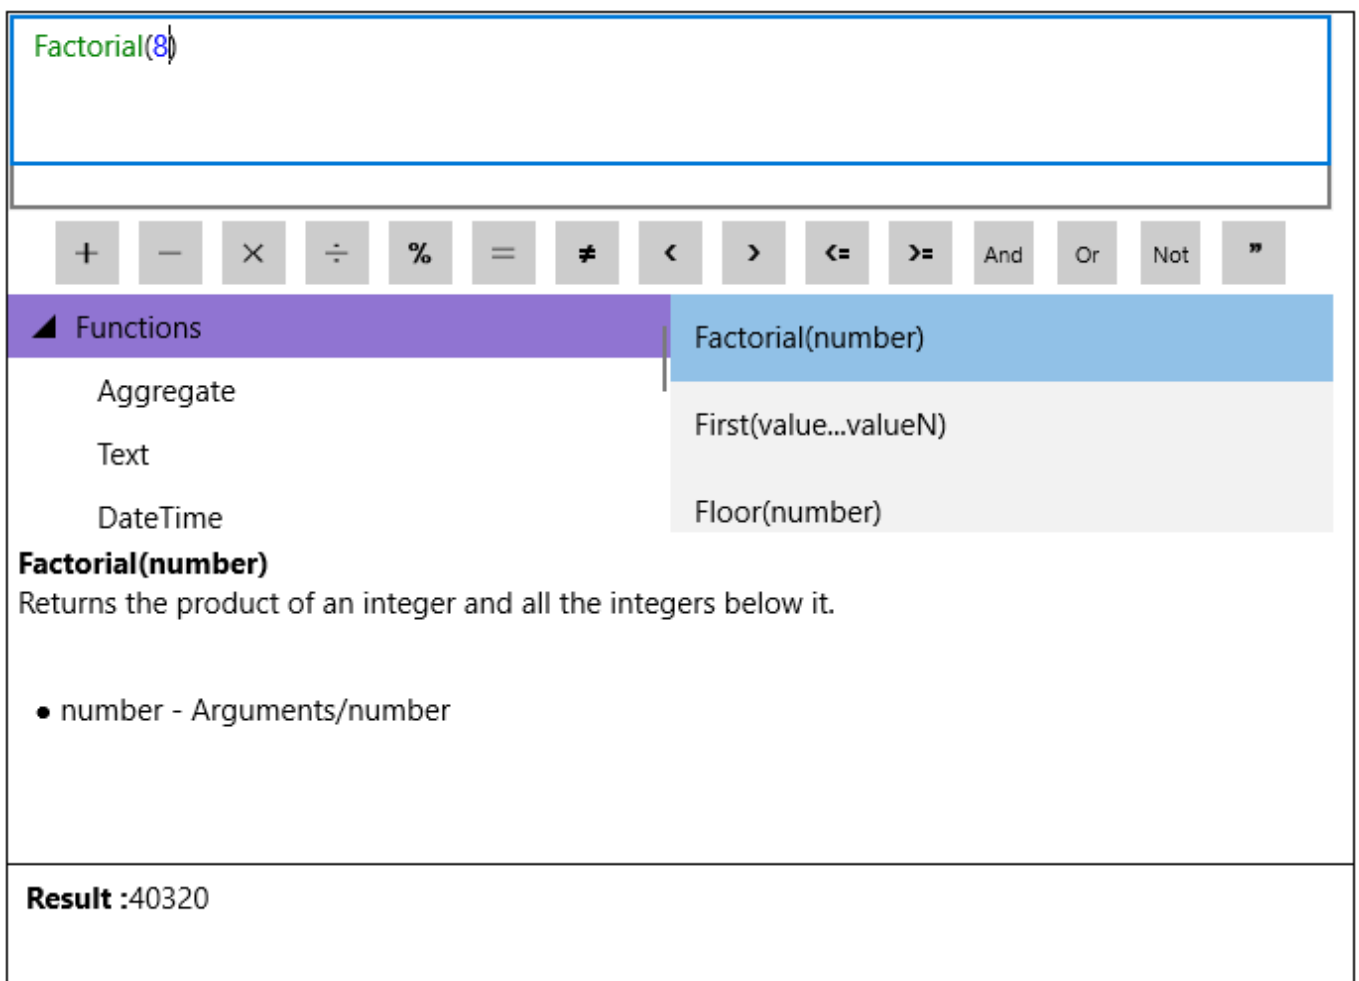 Factorial(8)
+ − × ÷ % = ≠ < > <= >= And Or Not ”
Functions
Aggregate
Text
DateTime
Factorial(number)
First(value...valueN)
Floor(number)
Factorial(number)
Returns the product of an integer and all the integers below it.
● number - Arguments/number
Result :40320